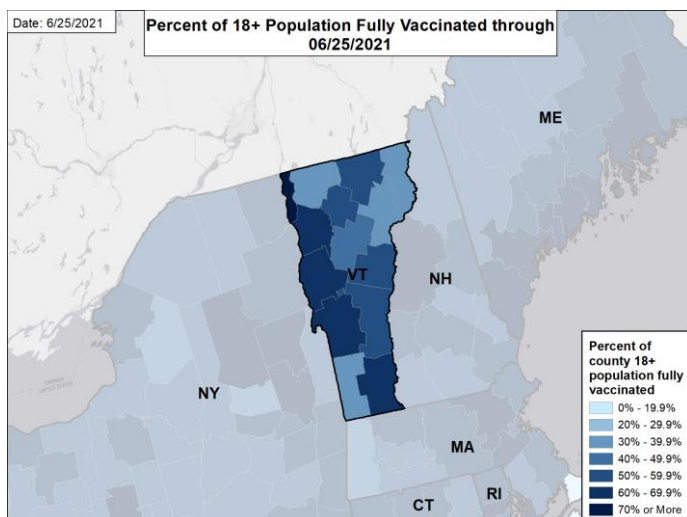 Date: 6/25/2021
Percent of 18+ Population Fully Vaccinated through
06/25/2021
ME
VT
NH
NY
MA
CT
RI
Percent of
county 18+
population fully
vaccinated
0% - 19.9%
20% - 29.9%
30% - 39.9%
40% - 49.9%
50% - 59.9%
60% - 69.9%
70% or More